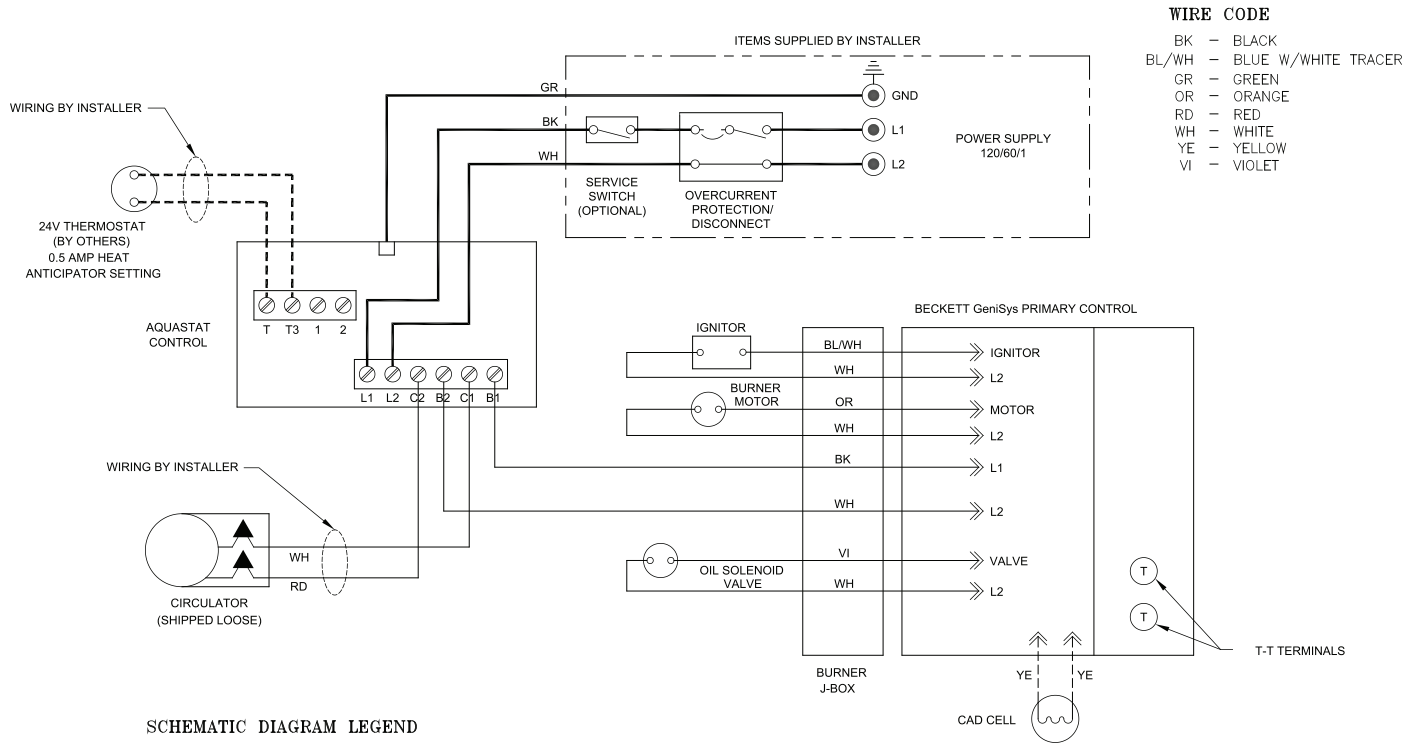 WIRE CODE
BK – BLACK
BL/WH – BLUE W/WHITE TRACER
GR – GREEN
OR – ORANGE
RD – RED
WH – WHITE
YE – YELLOW
VI – VIOLET
ITEMS SUPPLIED BY INSTALLER
GR
GND
BK
L1
WH
L2
POWER SUPPLY
120/60/1
SERVICE
SWITCH
(OPTIONAL)
OVERCURRENT
PROTECTION/
DISCONNECT
WIRING BY INSTALLER
24V THERMOSTAT
(BY OTHERS)
0.5 AMP HEAT
ANTICIPATOR SETTING
AQUASTAT
CONTROL
T T3 1 2
L1 L2 C2 B2 C1 B1
BECKETT GeniSys PRIMARY CONTROL
IGNITOR
BL/WH
IGNITOR
WH
L2
BURNER
MOTOR
OR
MOTOR
WH
L2
BK
L1
WH
L2
VI
VALVE
OIL SOLENOID
VALVE
WH
L2
WIRING BY INSTALLER
WH
RD
CIRCULATOR
(SHIPPED LOOSE)
T
T
T-T TERMINALS
BURNER
J-BOX
YE
YE
CAD CELL
SCHEMATIC DIAGRAM LEGEND